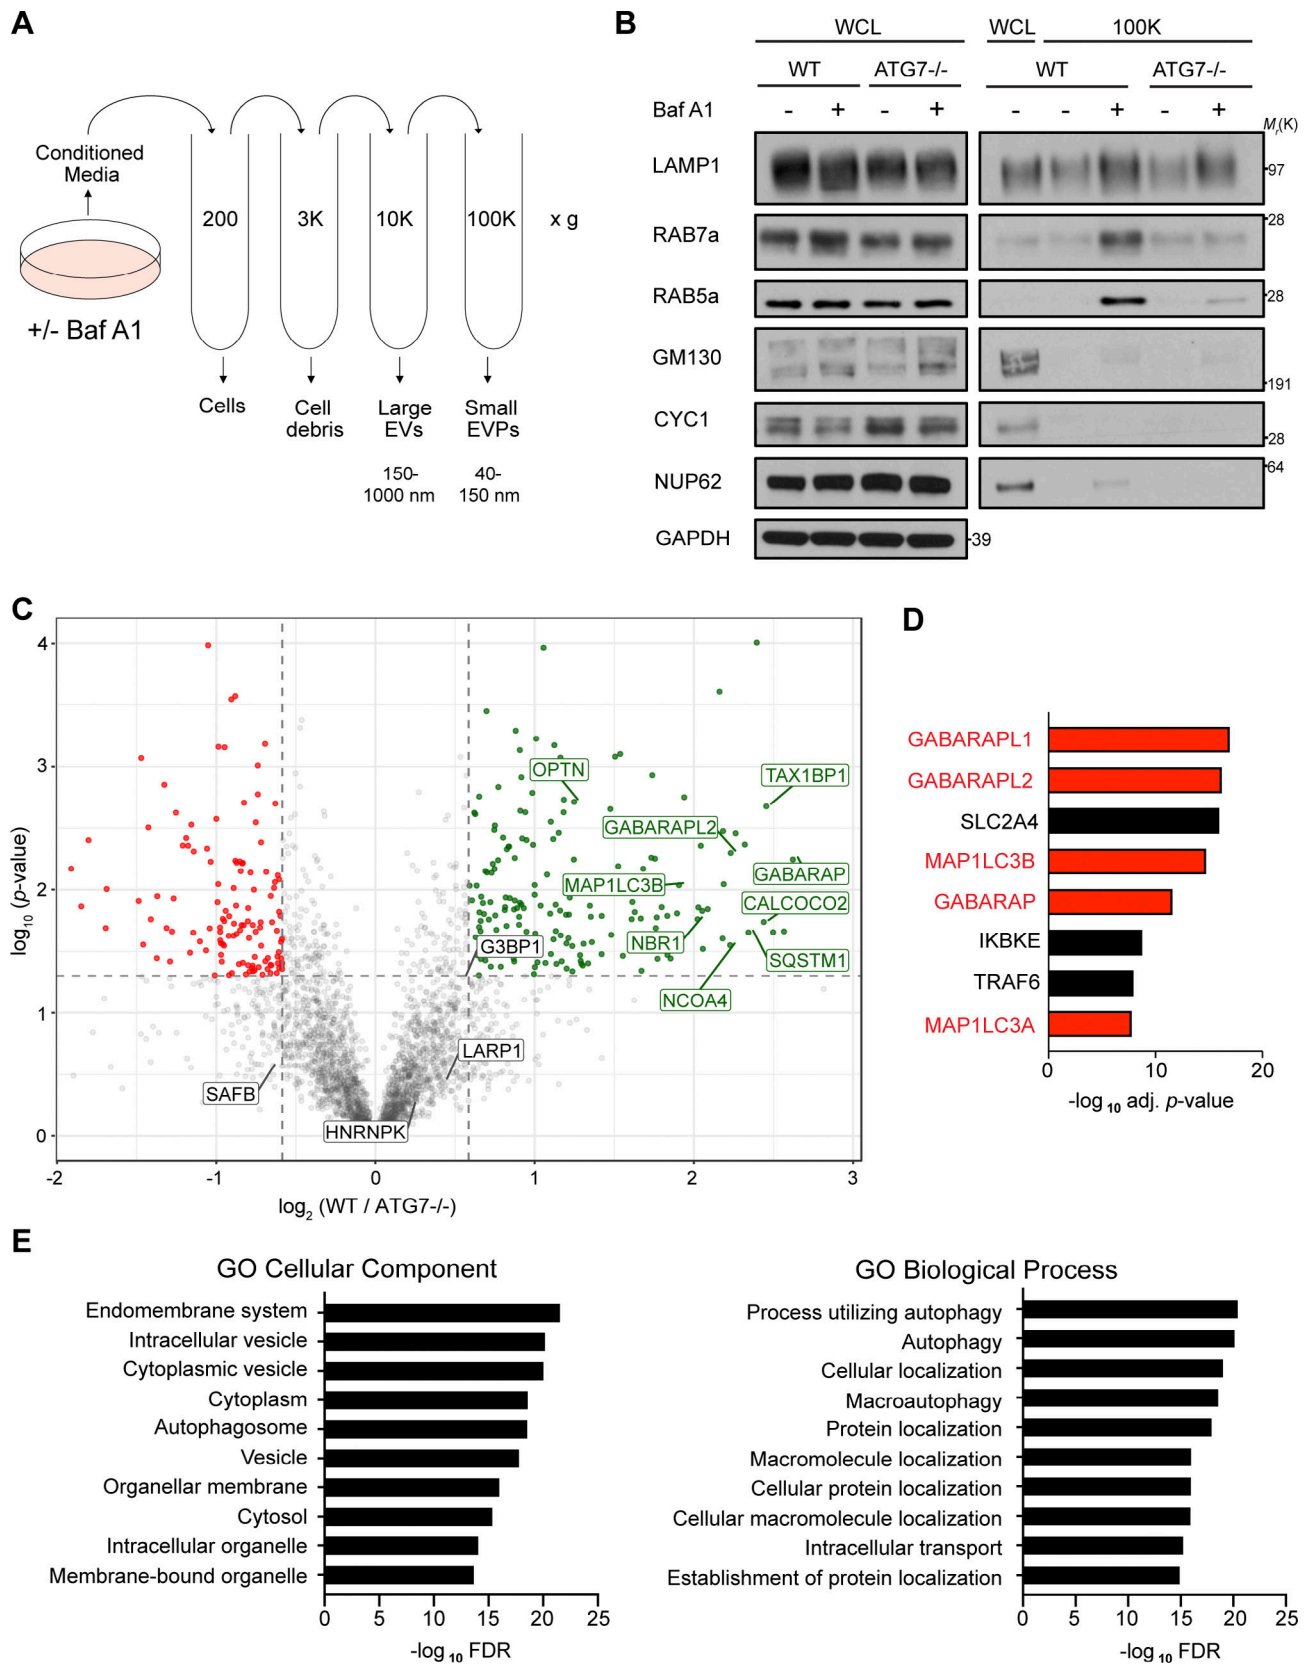 A
Conditioned
Media
200
3K
10K
100K
x g
+/- Baf A1
Cells
Cell
debris
Large
EVs
Small
EVPs
150-
1000 nm
40-
150 nm
B
WCL
WCL
100K
WT
ATG7-/-
WT
ATG7-/-
Baf A1
-
+
-
+
-
-
+
-
+
Mr(K)
LAMP1
97
RAB7a
28
RAB5a
28
GM130
191
CYC1
28
NUP62
64
GAPDH
39
C
4
3
2
1
0
log10 (p-value)
OPTN
TAX1BP1
GABARAPL2
GABARAP
MAP1LC3B
CALCOCO2
NBR1
G3BP1
SQSTM1
NCOA4
LARP1
SAFB
HNRNPK
-2
-1
0
1
2
3
log2 (WT / ATG7-/-)
D
GABARAPL1
GABARAPL2
SLC2A4
MAP1LC3B
GABARAP
IKBKE
TRAF6
MAP1LC3A
0
10
20
-log10 adj. p-value
E
GO Cellular Component
Endomembrane system
Intracellular vesicle
Cytoplasmic vesicle
Cytoplasm
Autophagosome
Vesicle
Organellar membrane
Cytosol
Intracellular organelle
Membrane-bound organelle
0
5
10
15
20
25
-log10 FDR
GO Biological Process
Process utilizing autophagy
Autophagy
Cellular localization
Macroautophagy
Protein localization
Macromolecule localization
Cellular protein localization
Cellular macromolecule localization
Intracellular transport
Establishment of protein localization
0
5
10
15
20
25
-log10 FDR